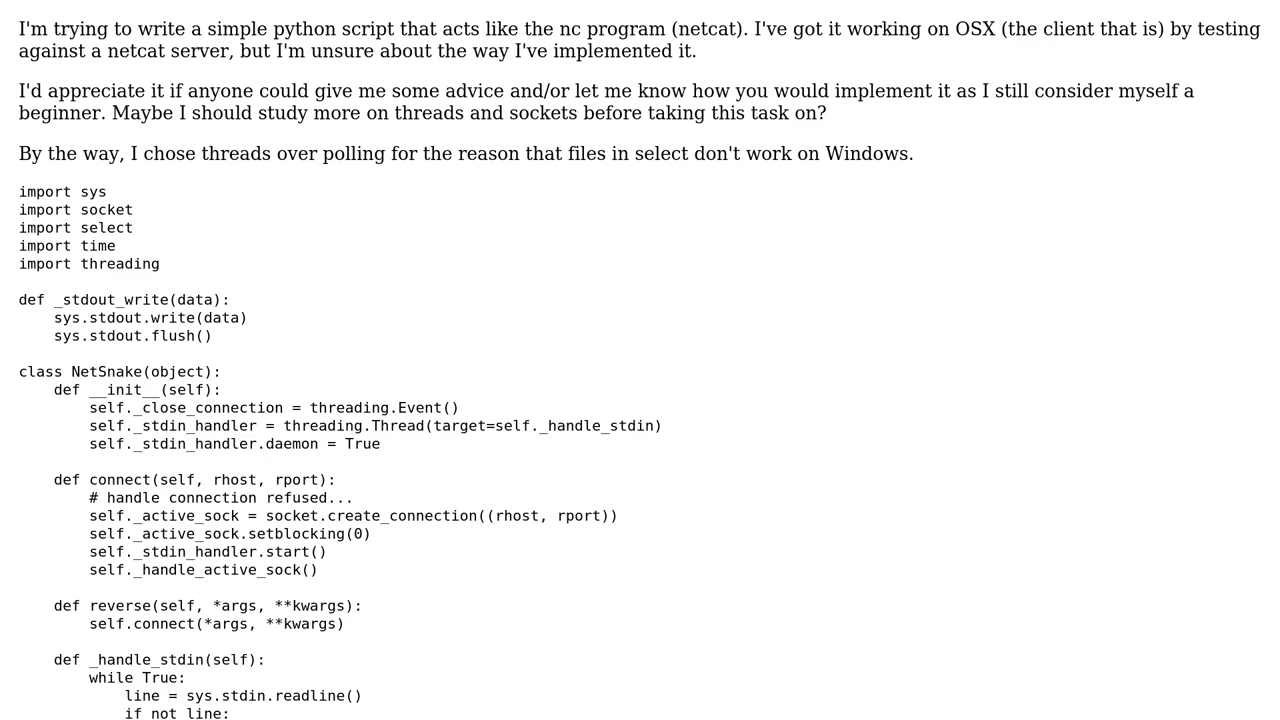 I'm trying to write a simple python script that acts like the nc program (netcat). I've got it working on OSX (the client that is) by testing
against a netcat server, but I'm unsure about the way I've implemented it.
I'd appreciate it if anyone could give me some advice and/or let me know how you would implement it as I still consider myself a
beginner. Maybe I should study more on threads and sockets before taking this task on?
By the way, I chose threads over polling for the reason that files in select don't work on Windows.
import sys
import socket
import select
import time
import threading

def _stdout_write(data):
    sys.stdout.write(data)
    sys.stdout.flush()

class NetSnake(object):
    def __init__(self):
        self._close_connection = threading.Event()
        self._stdin_handler = threading.Thread(target=self._handle_stdin)
        self._stdin_handler.daemon = True

    def connect(self, rhost, rport):
        # handle connection refused...
        self._active_sock = socket.create_connection((rhost, rport))
        self._active_sock.setblocking(0)
        self._stdin_handler.start()
        self._handle_active_sock()

    def reverse(self, *args, **kwargs):
        self.connect(*args, **kwargs)

    def _handle_stdin(self):
        while True:
            line = sys.stdin.readline()
            if not line: